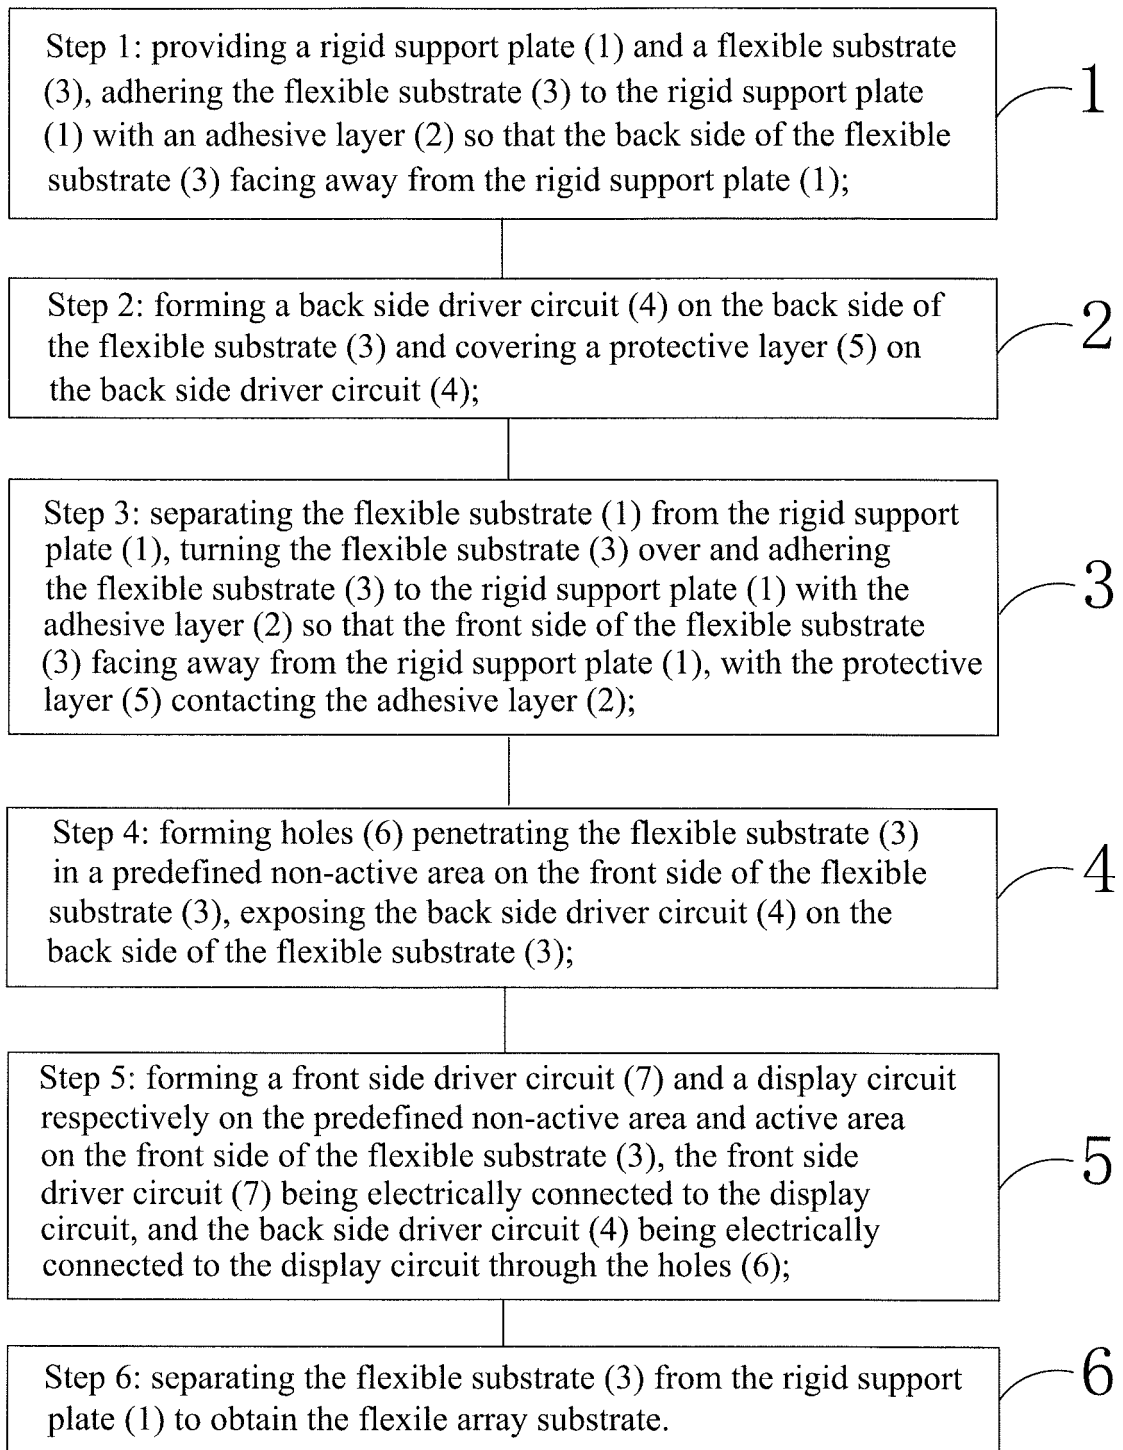 Step 1: providing a rigid support plate (1) and a flexible substrate
(3), adhering the flexible substrate (3) to the rigid support plate
(1) with an adhesive layer (2) so that the back side of the flexible
substrate (3) facing away from the rigid support plate (1);
1
Step 2: forming a back side driver circuit (4) on the back side of
the flexible substrate (3) and covering a protective layer (5) on
the back side driver circuit (4);
2
Step 3: separating the flexible substrate (1) from the rigid support
plate (1), turning the flexible substrate (3) over and adhering
the flexible substrate (3) to the rigid support plate (1) with the
adhesive layer (2) so that the front side of the flexible substrate
(3) facing away from the rigid support plate (1), with the protective
layer (5) contacting the adhesive layer (2);
3
Step 4: forming holes (6) penetrating the flexible substrate (3)
in a predefined non-active area on the front side of the flexible
substrate (3), exposing the back side driver circuit (4) on the
back side of the flexible substrate (3);
4
Step 5: forming a front side driver circuit (7) and a display circuit
respectively on the predefined non-active area and active area
on the front side of the flexible substrate (3), the front side
driver circuit (7) being electrically connected to the display
circuit, and the back side driver circuit (4) being electrically
connected to the display circuit through the holes (6);
5
Step 6: separating the flexible substrate (3) from the rigid support
plate (1) to obtain the flexile array substrate.
6